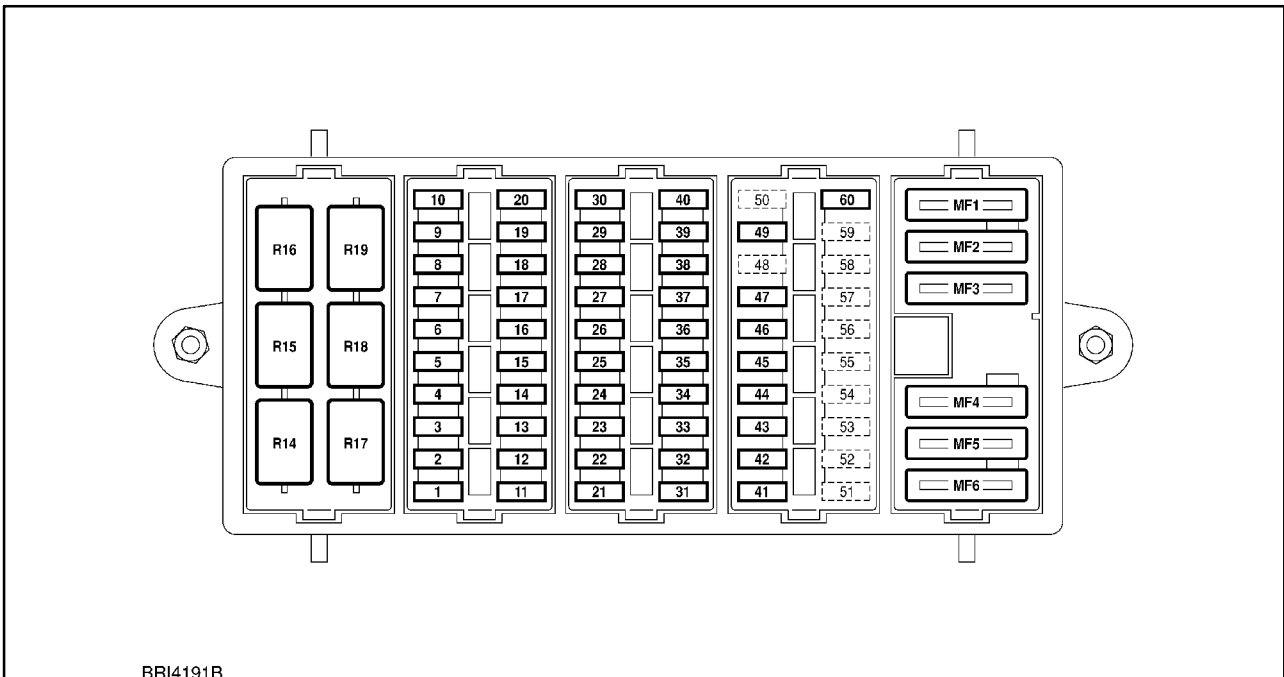 10 20 30 40 50 60 MF1
9 19 29 39 49 59 MF2
R16 R19
8 18 28 38 48 58
7 17 27 37 47 57 MF3
6 16 26 36 46 56
R15 R18
5 15 25 35 45 55
4 14 24 34 44 54 MF4
3 13 23 33 43 53 MF5
R14 R17
2 12 22 32 42 52
1 11 21 31 41 51 MF6
BRI4191B